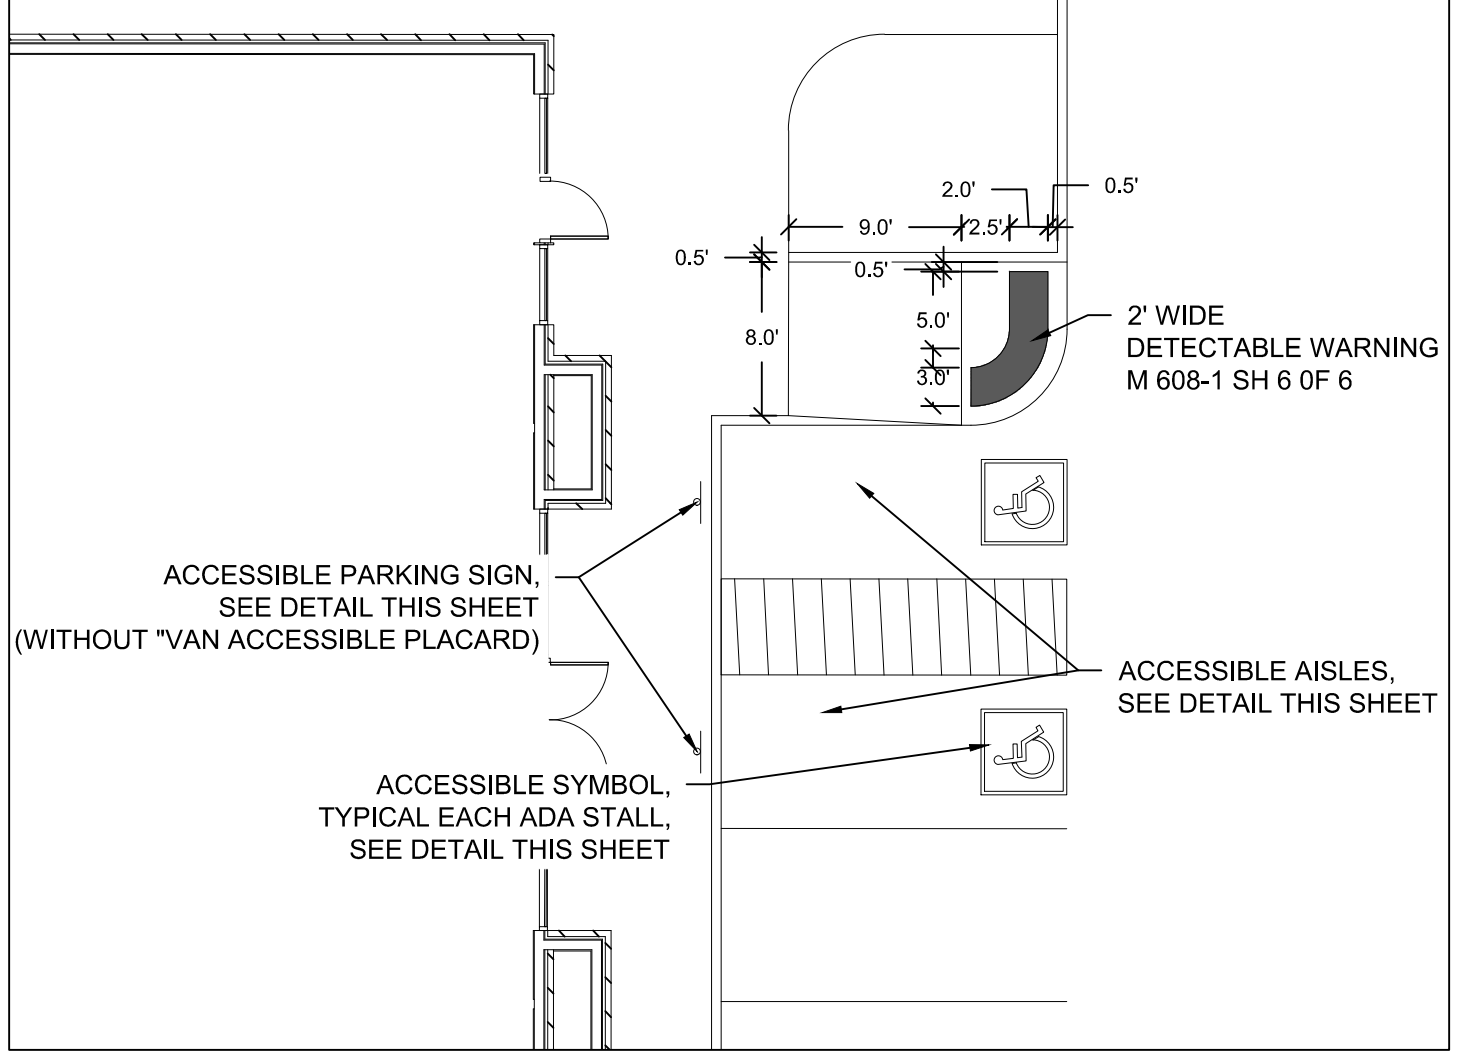 2.0'
0.5'
9.0'
2.5'
0.5'
0.5'
5.0'
8.0'
3.0'
2' WIDE
DETECTABLE WARNING
M 608-1 SH 6 0F 6
ACCESSIBLE PARKING SIGN,
SEE DETAIL THIS SHEET
(WITHOUT "VAN ACCESSIBLE PLACARD)
ACCESSIBLE AISLES,
SEE DETAIL THIS SHEET
ACCESSIBLE SYMBOL,
TYPICAL EACH ADA STALL,
SEE DETAIL THIS SHEET